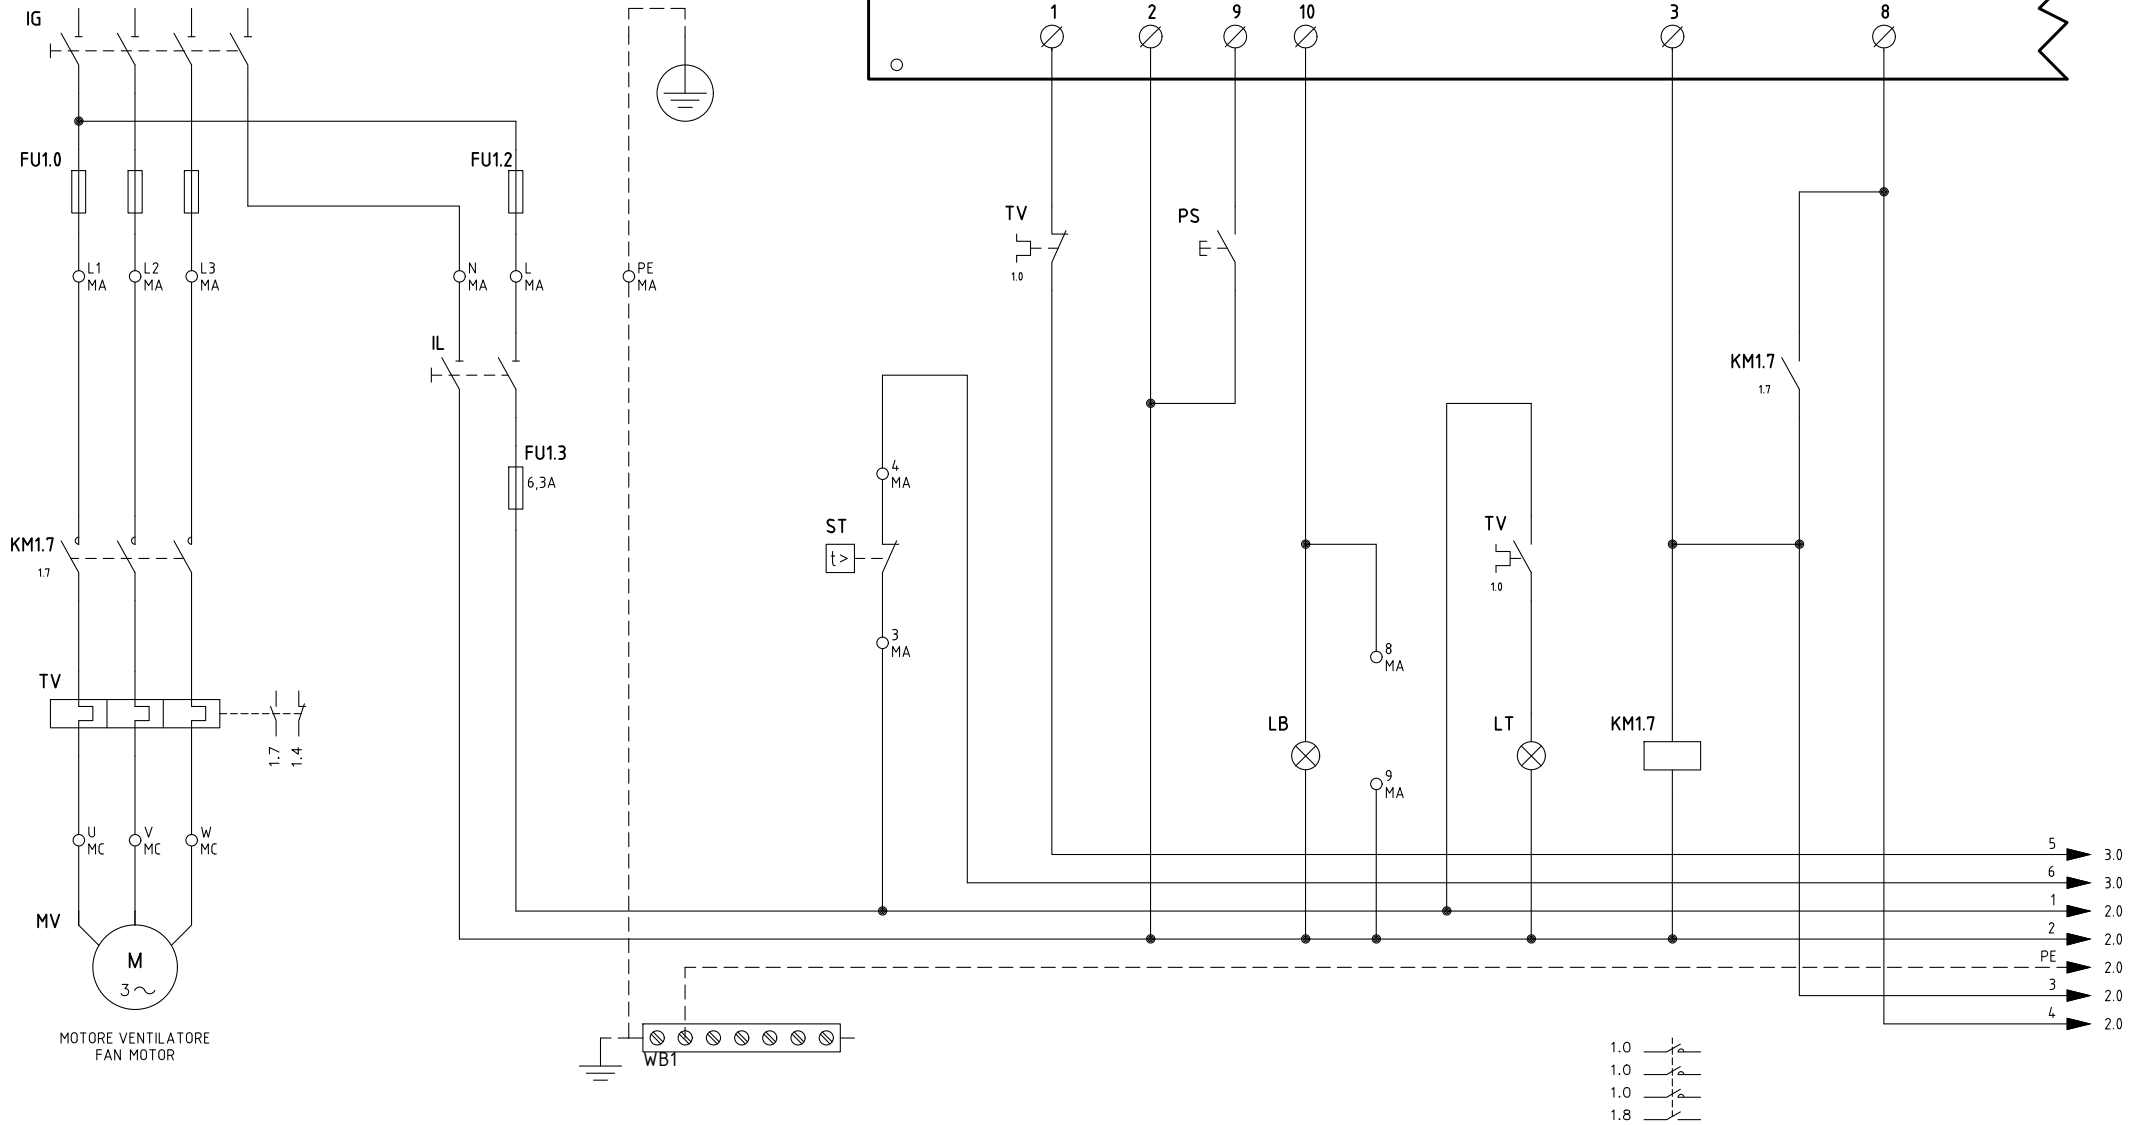 IG
1 2 9 10 3 8
FU1.0
FU1.2
TV
1.0
PS
L1
MA
L2
MA
L3
MA
N
MA
L
MA
PE
MA
IL
KM1.7
1.7
FU1.3
6,3A
4
MA
ST
t>
3
MA
TV
1.0
KM1.7
1.7
8
MA
TV
1.7
1.4
LB
LT
KM1.7
9
MA
U
MC
V
MC
W
MC
5 3.0
6 3.0
1 2.0
2 2.0
PE 2.0
3 2.0
4 2.0
MV
M
3~
MOTORE VENTILATORE
FAN MOTOR
WB1
1.0
1.0
1.0
1.8